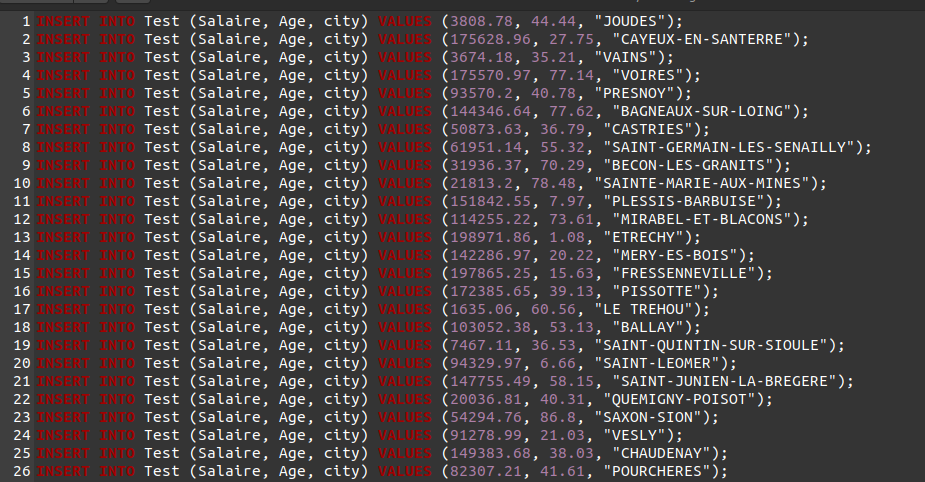 1 INSERT INTO Test (Salaire, Age, city) VALUES (3808.78, 44.44, "JOUDES");
2 INSERT INTO Test (Salaire, Age, city) VALUES (175628.96, 27.75, "CAYEUX-EN-SANTERRE");
3 INSERT INTO Test (Salaire, Age, city) VALUES (3674.18, 35.21, "VAINS");
4 INSERT INTO Test (Salaire, Age, city) VALUES (175570.97, 77.14, "VOIRES");
5 INSERT INTO Test (Salaire, Age, city) VALUES (93570.2, 40.78, "PRESNOY");
6 INSERT INTO Test (Salaire, Age, city) VALUES (144346.64, 77.62, "BAGNEAUX-SUR-LOING");
7 INSERT INTO Test (Salaire, Age, city) VALUES (50873.63, 36.79, "CASTRIES");
8 INSERT INTO Test (Salaire, Age, city) VALUES (61951.14, 55.32, "SAINT-GERMAIN-LES-SENAILLY");
9 INSERT INTO Test (Salaire, Age, city) VALUES (31936.37, 70.29, "BECON-LES-GRANITS");
10 INSERT INTO Test (Salaire, Age, city) VALUES (21813.2, 78.48, "SAINTE-MARIE-AUX-MINES");
11 INSERT INTO Test (Salaire, Age, city) VALUES (151842.55, 7.97, "PLESSIS-BARBUISE");
12 INSERT INTO Test (Salaire, Age, city) VALUES (114255.22, 73.61, "MIRABEL-ET-BLACONS");
13 INSERT INTO Test (Salaire, Age, city) VALUES (198971.86, 1.08, "ETRECHY");
14 INSERT INTO Test (Salaire, Age, city) VALUES (142286.97, 20.22, "MERY-ES-BOIS");
15 INSERT INTO Test (Salaire, Age, city) VALUES (197865.25, 15.63, "FRESSENNEVILLE");
16 INSERT INTO Test (Salaire, Age, city) VALUES (172385.65, 39.13, "PISSOTTE");
17 INSERT INTO Test (Salaire, Age, city) VALUES (1635.06, 60.56, "LE TREHOU");
18 INSERT INTO Test (Salaire, Age, city) VALUES (103052.38, 53.13, "BALLAY");
19 INSERT INTO Test (Salaire, Age, city) VALUES (7467.11, 36.53, "SAINT-QUINTIN-SUR-SIOULE");
20 INSERT INTO Test (Salaire, Age, city) VALUES (94329.97, 6.66, "SAINT-LEOMER");
21 INSERT INTO Test (Salaire, Age, city) VALUES (147755.49, 58.15, "SAINT-JUNIEN-LA-BREGERE");
22 INSERT INTO Test (Salaire, Age, city) VALUES (20036.81, 40.31, "QUEMIGNY-POISOT");
23 INSERT INTO Test (Salaire, Age, city) VALUES (54294.76, 86.8, "SAXON-SION");
24 INSERT INTO Test (Salaire, Age, city) VALUES (91278.99, 21.03, "VESLY");
25 INSERT INTO Test (Salaire, Age, city) VALUES (149383.68, 38.03, "CHAUDENAY");
26 INSERT INTO Test (Salaire, Age, city) VALUES (82307.21, 41.61, "POURCHERES");